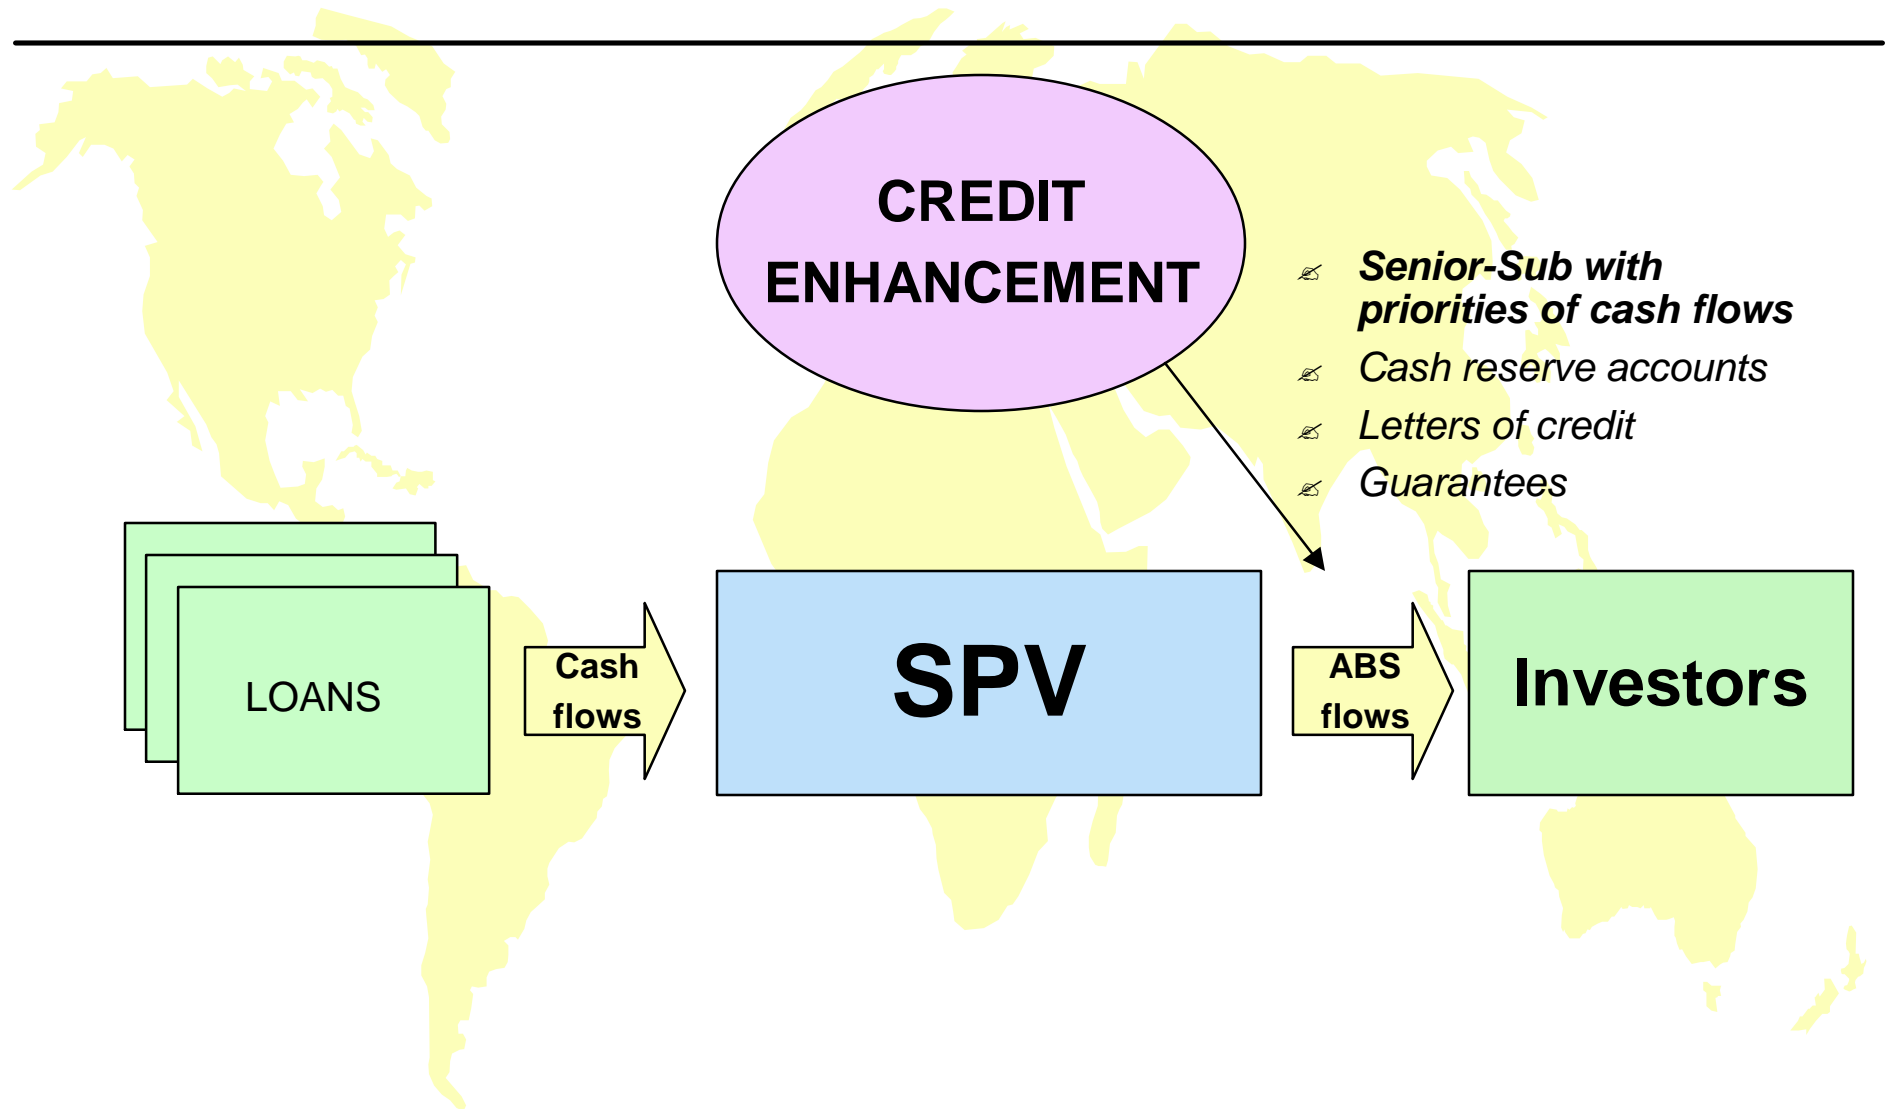 CREDIT
ENHANCEMENT
Senior-Sub with
priorities of cash flows
Cash reserve accounts
Letters of credit
Guarantees
LOANS
Cash
flows
SPV
ABS
flows
Investors